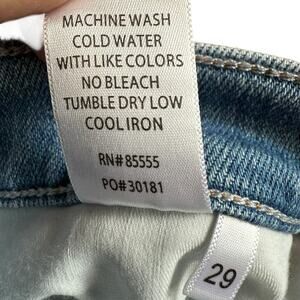 MACHINE WASH
COLD WATER
WITH LIKE COLORS
NO BLEACH
TUMBLE DRY LOW
COOL IRON
RN#85555
PO#30181
29